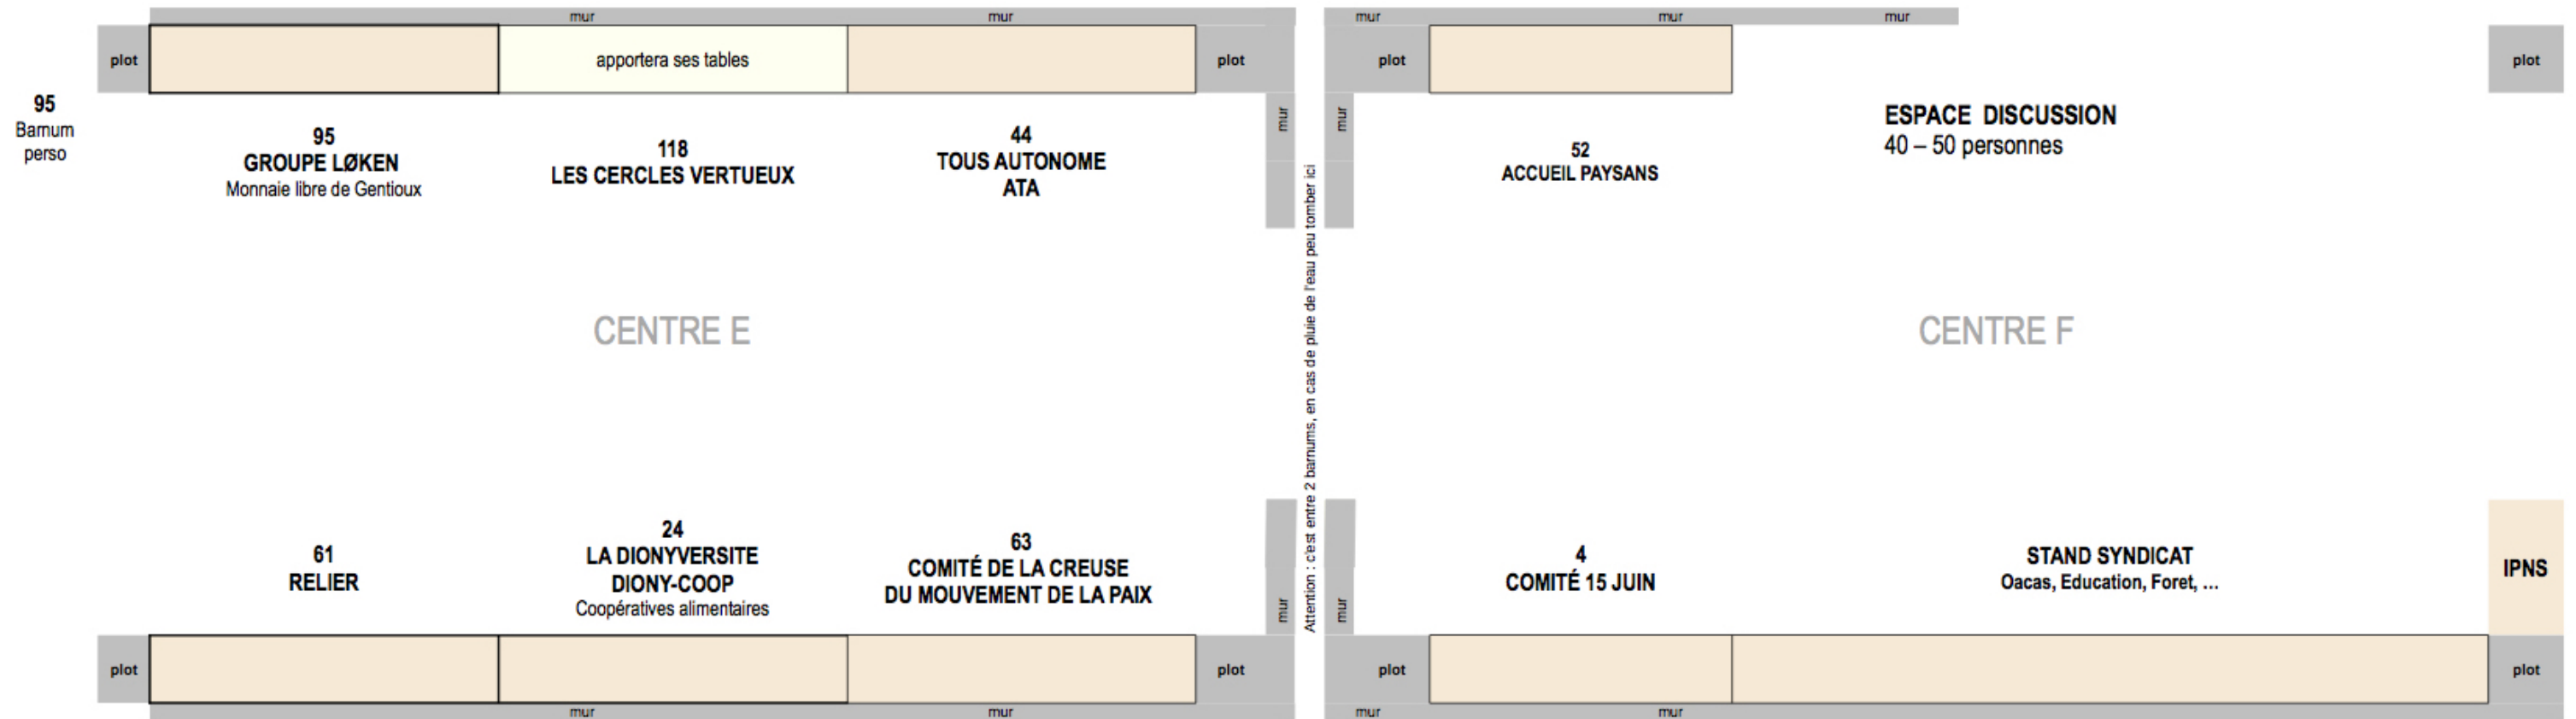 mur
mur
mur
mur
mur
plot
apportera ses tables
plot
plot
plot
95
Barnum
perso
95
GROUPE LØKEN
Monnaie libre de Gentioux
118
LES CERCLES VERTUEUX
44
TOUS AUTONOME
ATA
mur
mur
52
ACCUEIL PAYSANS
ESPACE DISCUSSION
40 – 50 personnes
Attention : c'est entre 2 barnums, en cas de pluie de l'eau peu tomber ici
CENTRE E
CENTRE F
61
RELIER
24
LA DIONYVERSITE
DIONY-COOP
Coopératives alimentaires
63
COMITÉ DE LA CREUSE
DU MOUVEMENT DE LA PAIX
mur
mur
4
COMITÉ 15 JUIN
STAND SYNDICAT
Oacas, Education, Foret, ...
IPNS
plot
plot
plot
plot
mur
mur
mur
mur